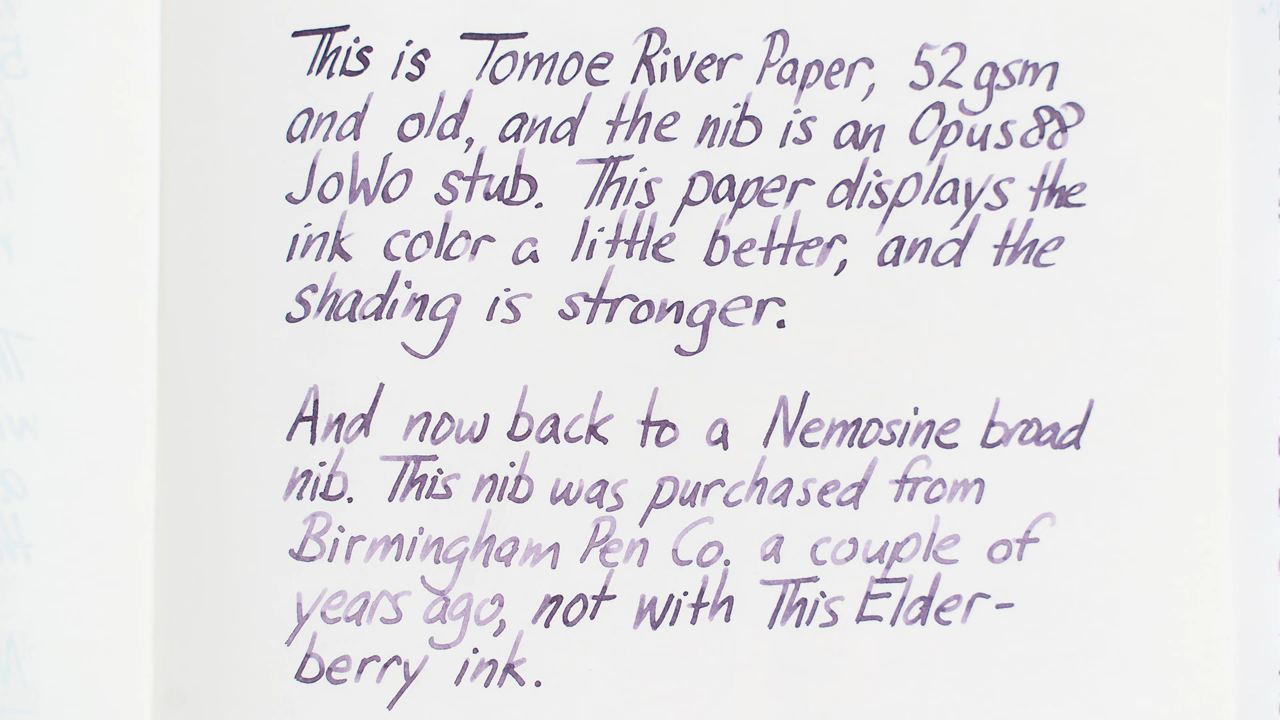 This is Tomoe River Paper, 52gsm
and old, and the nib is an Opus88
JoWo stub. This paper displays the
ink color a little better, and the
shading is stronger.
And now back to a Nemosine broad
nib. This nib was purchased from
Birmingham Pen Co. a couple of
years ago, not with This Elder-
berry ink.